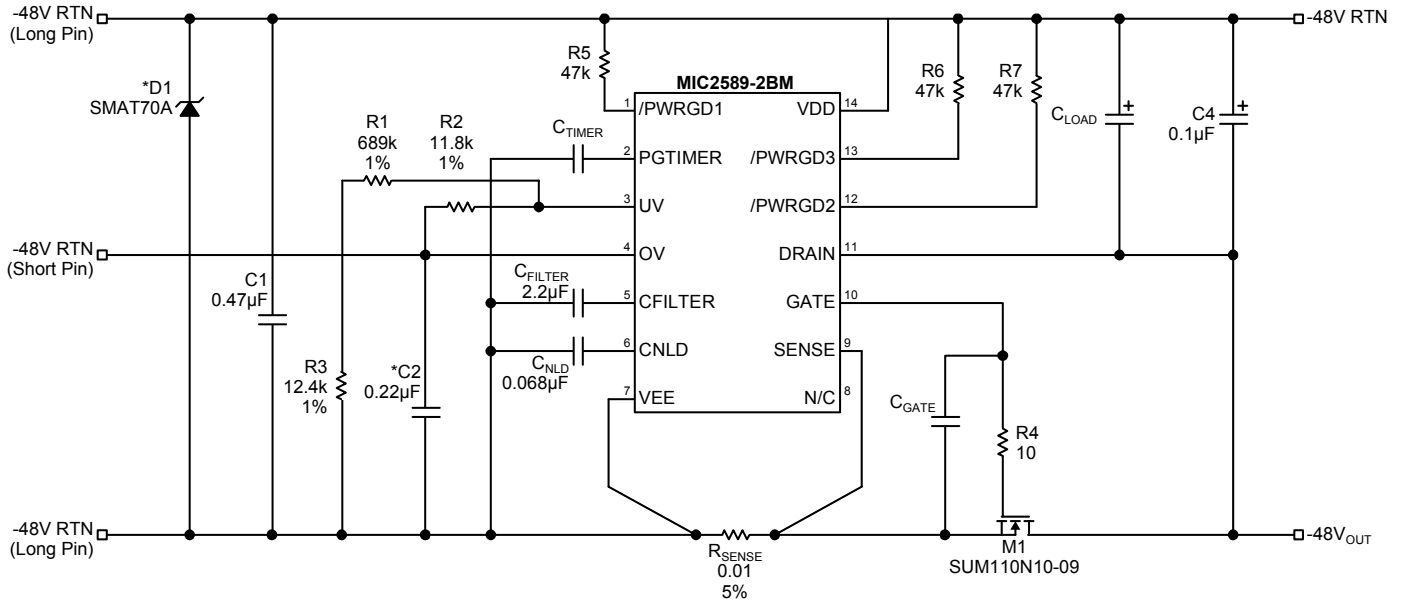 -48V RTN
(Long Pin)
-48V RTN
*D1
SMAT70A
R5
47k
MIC2589-2BM
R6
47k
R7
47k
C_LOAD
C4
0.1µF
+
+
R1
689k
1%
R2
11.8k
1%
C_TIMER
1
/PWRGD1
VDD
14
2
PGTIMER
/PWRGD3
13
3
UV
/PWRGD2
12
-48V RTN
(Short Pin)
4
OV
DRAIN
11
C1
0.47µF
C_FILTER
2.2µF
5
CFILTER
GATE
10
6
CNLD
SENSE
9
R3
12.4k
1%
*C2
0.22µF
C_NLD
0.068µF
7
VEE
N/C
8
C_GATE
R4
10
-48V RTN
(Long Pin)
R_SENSE
0.01
5%
M1
SUM110N10-09
-48V_OUT